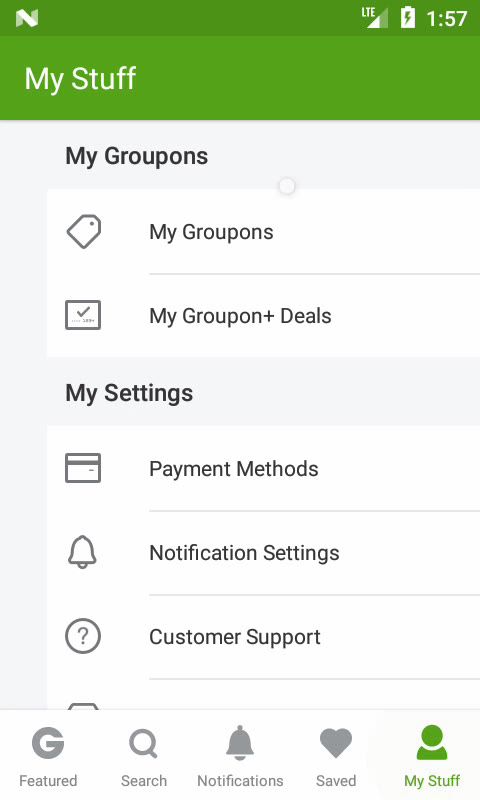 LTE 1:57
My Stuff
My Groupons
My Groupons
My Groupon+ Deals
My Settings
Payment Methods
Notification Settings
Customer Support
Featured Search Notifications Saved My Stuff